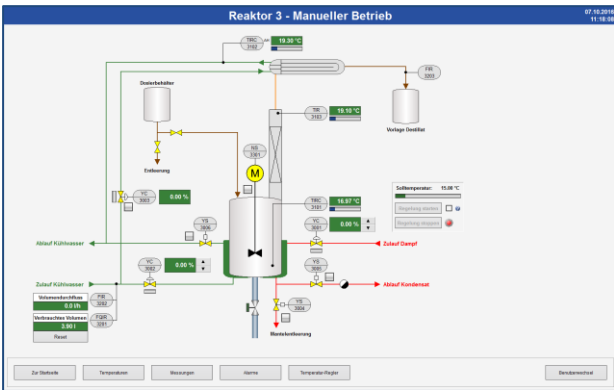 Reaktor 3 - Manueller Betrieb
07.10.2016
11:18:08
TIRC
3102
19.30 °C
FIR
3203
Dosierbehälter
TIR
3103
19.10 °C
Vorlage Destillat
Entleerung
NS
3301
M
YC
3003
0.00 %
TIRC
3101
16.97 °C
Solltemperatur: 15.00 °C
Regelung starten
Regelung stoppen
YS
3006
YC
3001
0.00 %
Ablauf Kühlwasser
Zulauf Dampf
YC
3002
0.00 %
YS
3005
Zulauf Kühlwasser
Ablauf Kondensat
Volumendurchfluss
0.0 l/h
FIR
3202
Verbrauchtes Volumen
3.90 l
FQIR
3201
Reset
YS
3004
Mantelentleerung
Zur Startseite
Temperaturen
Messungen
Alarme
Temperatur-Regler
Benutzerwechsel